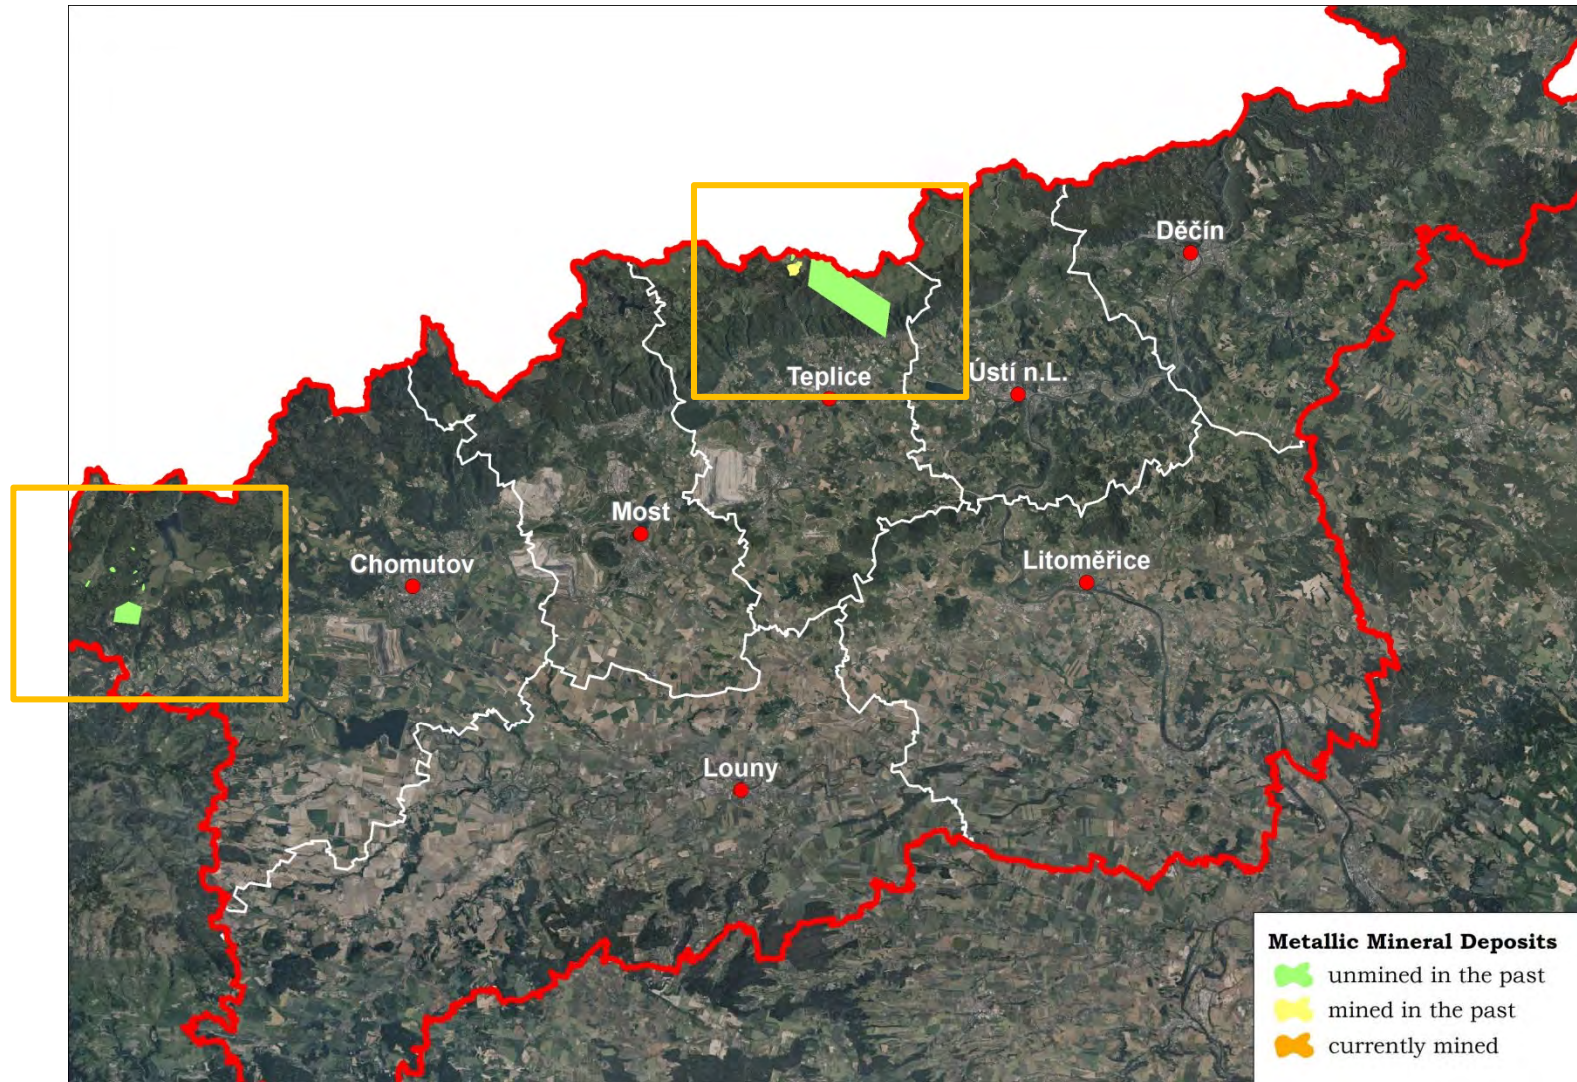 Děčín
Teplice
Ústí n.L.
Most
Chomutov
Litoměřice
Louny
Metallic Mineral Deposits
unmined in the past
mined in the past
currently mined